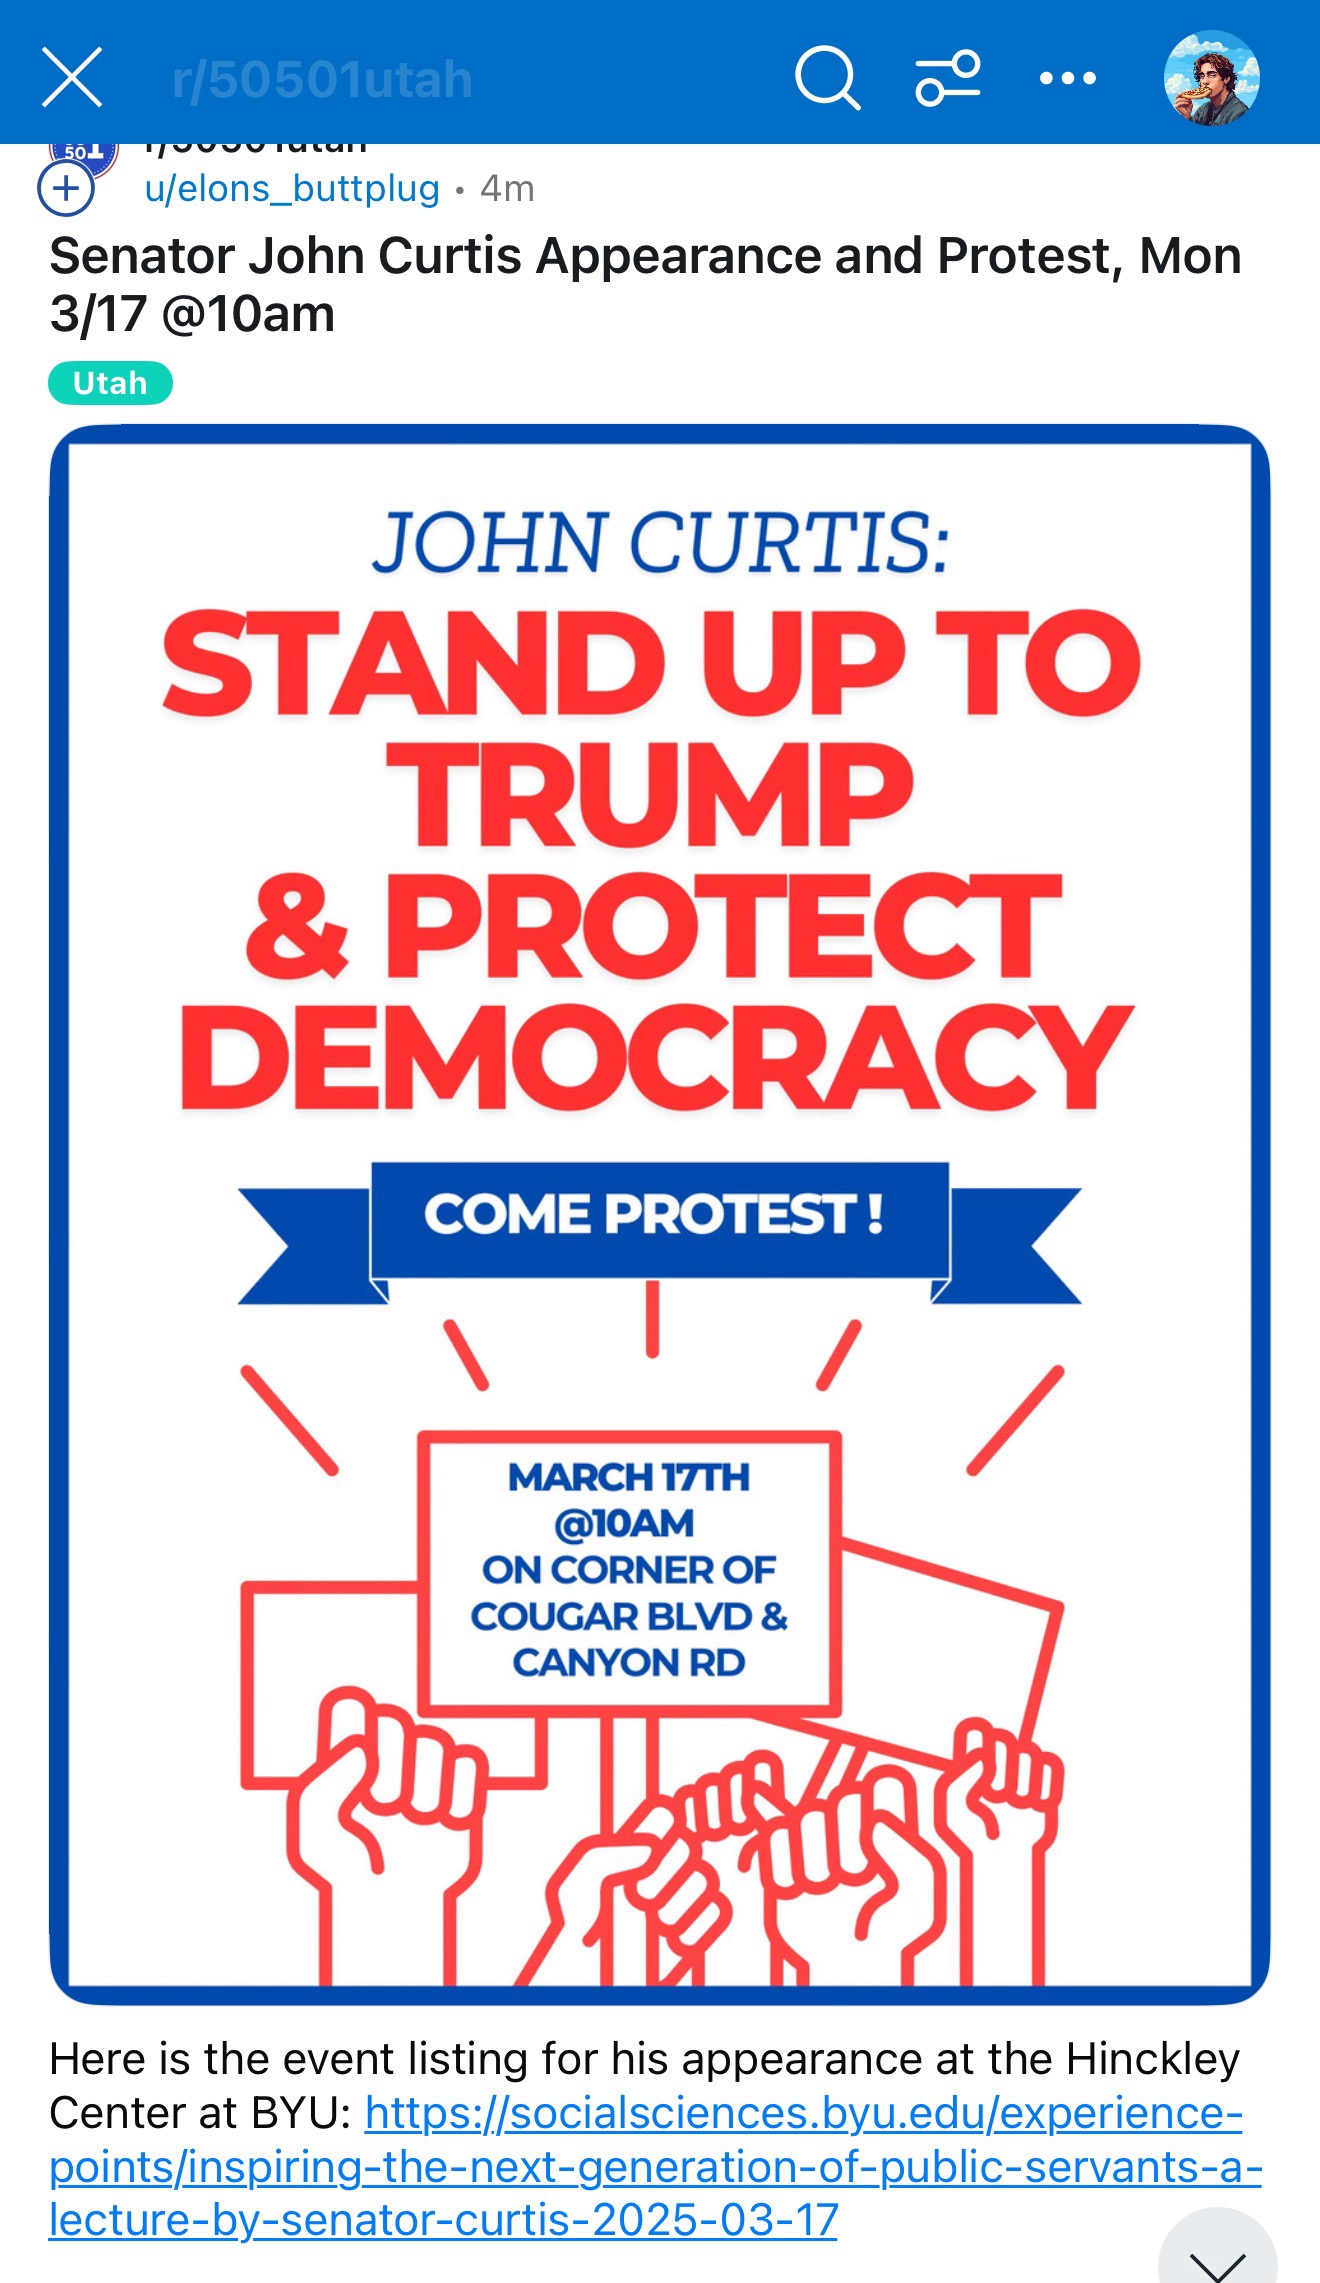 r/50501utah
501
r/50501utah
u/elons_buttplug • 4m
Senator John Curtis Appearance and Protest, Mon
3/17 @10am
Utah
JOHN CURTIS:
STAND UP TO
TRUMP
& PROTECT
DEMOCRACY
COME PROTEST !
MARCH 17TH
@10AM
ON CORNER OF
COUGAR BLVD &
CANYON RD
Here is the event listing for his appearance at the Hinckley
Center at BYU: https://socialsciences.byu.edu/experience-
points/inspiring-the-next-generation-of-public-servants-a-
lecture-by-senator-curtis-2025-03-17